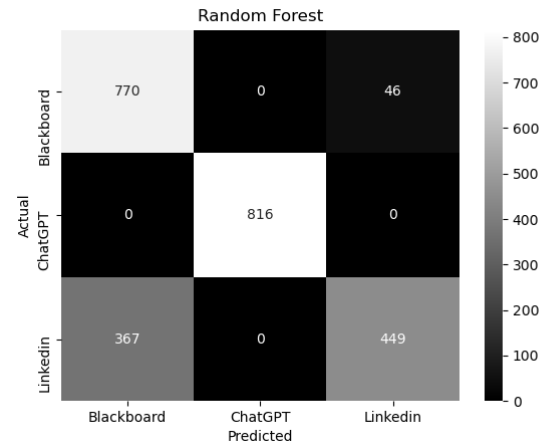 Random Forest
770 0 46
0 816 0
367 0 449
Blackboard
ChatGPT
Linkedin
Actual
Blackboard ChatGPT Linkedin
Predicted
800
700
600
500
400
300
200
100
0